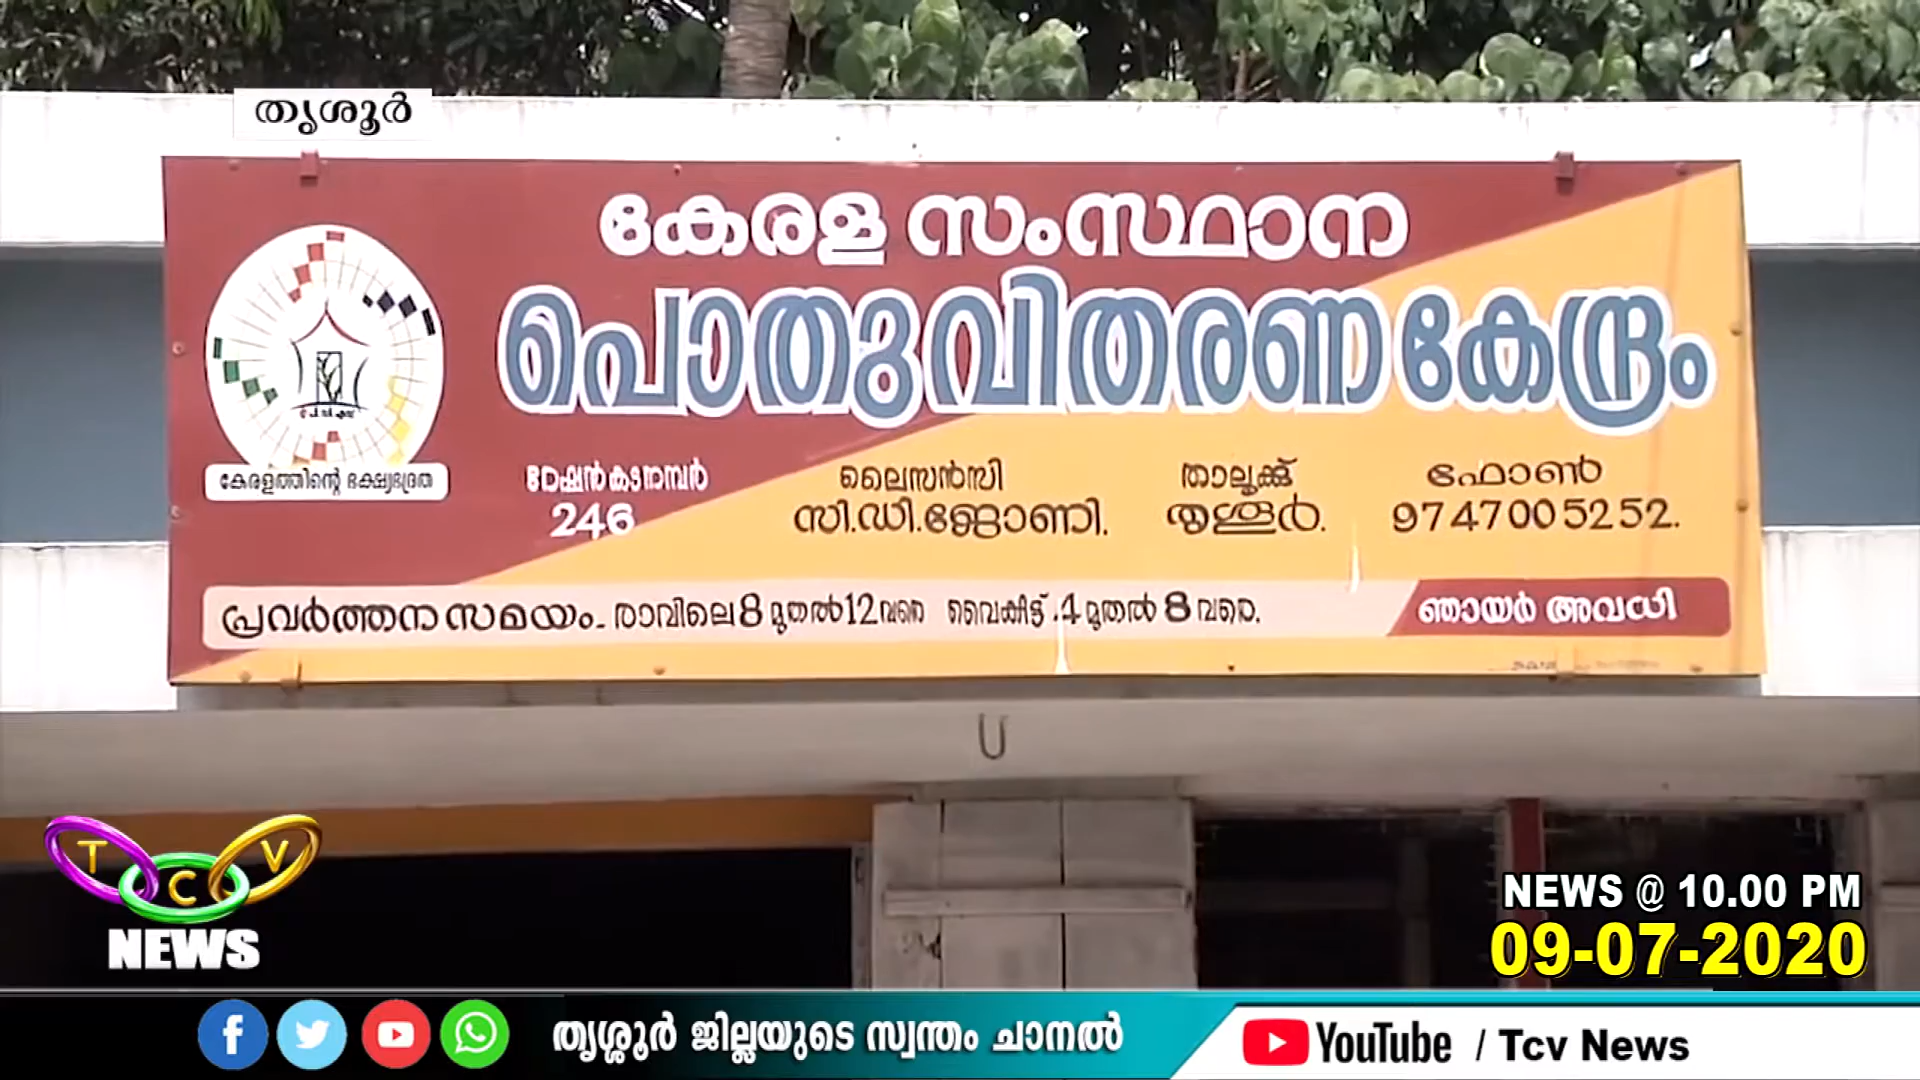 തൃശൂർ
കേരള സംസ്ഥാന
പൊതുവിതരണകേന്ദ്രം
കേരളത്തിന്റെ ഭക്ഷ്യഭദ്രത
റേഷൻകടനമ്പർ ലൈസൻസി താലൂക്ക് ഫോൺ
246 സി.ഡി.ജോണി. തൃശ്ശൂർ. 9747005252.
പ്രവർത്തനസമയം- രാവിലെ 8 മുതൽ 12 വരെ വൈകീട്ട് .4 മുതൽ 8 വരെ. ഞായർ അവധി
T C V
NEWS
NEWS @ 10.00 PM
09-07-2020
തൃശ്ശൂർ ജില്ലയുടെ സ്വന്തം ചാനൽ YouTube / Tcv News